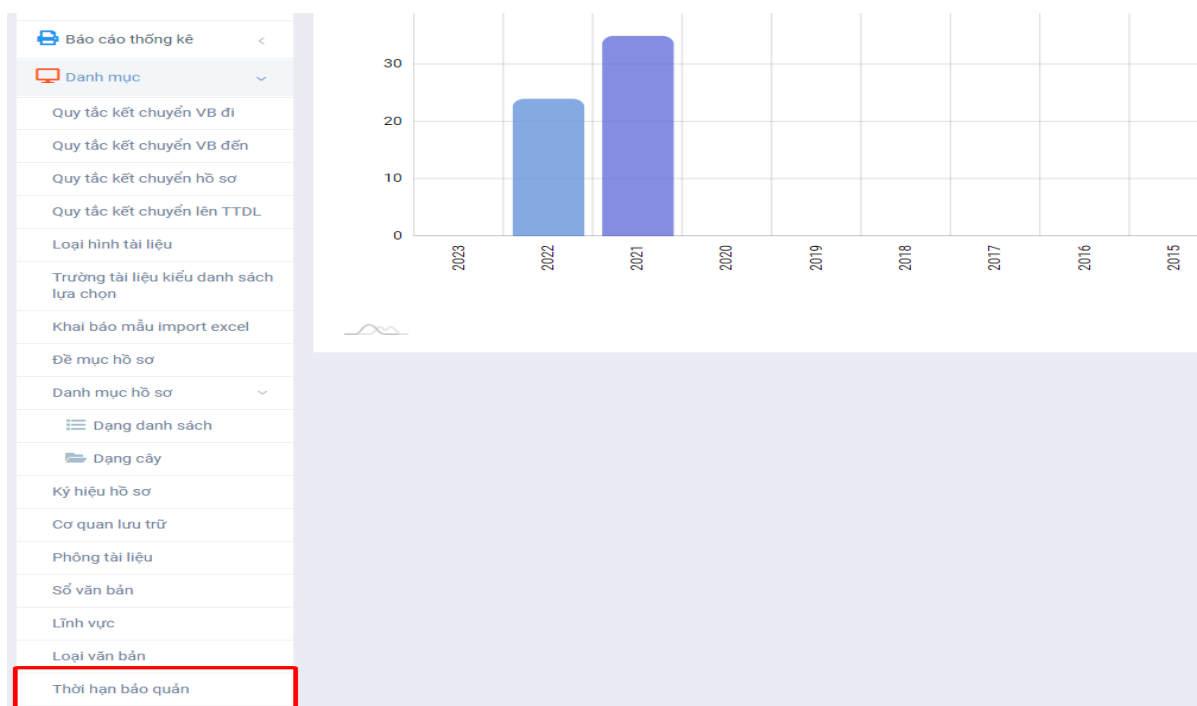 Báo cáo thống kê
Danh mục
Quy tắc kết chuyển VB đi
Quy tắc kết chuyển VB đến
Quy tắc kết chuyển hồ sơ
Quy tắc kết chuyển lên TTDL
Loại hình tài liệu
Trường tài liệu kiểu danh sách
lựa chọn
Khai báo mẫu import excel
Đề mục hồ sơ
Danh mục hồ sơ
Dạng danh sách
Dạng cây
Ký hiệu hồ sơ
Cơ quan lưu trữ
Phông tài liệu
Sổ văn bản
Lĩnh vực
Loại văn bản
Thời hạn bảo quản
30
20
10
0
2023 2022 2021 2020 2019 2018 2017 2016 2015